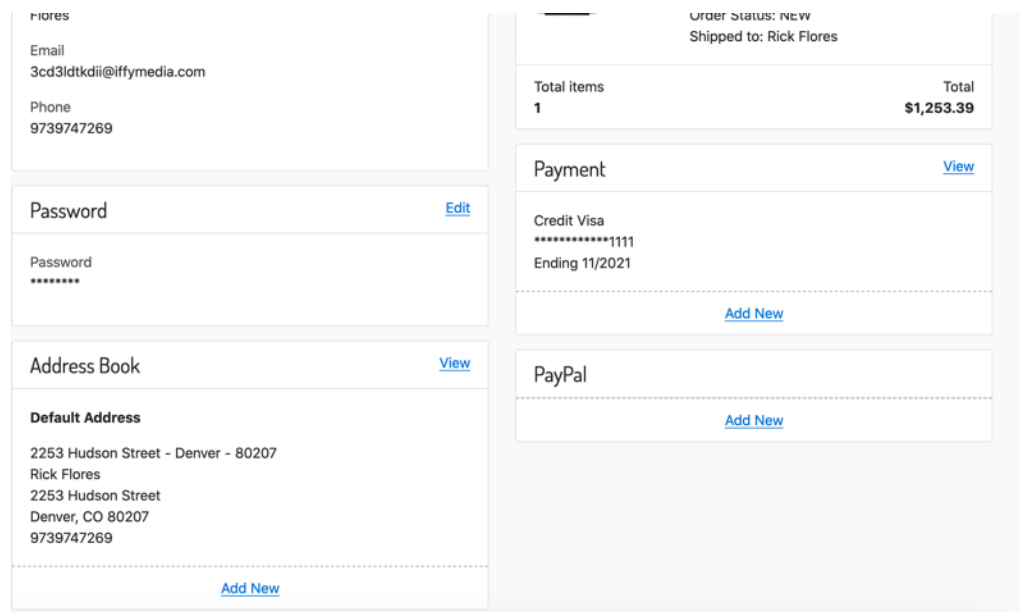 Flores
Email
3cd3ldtkdii@iffymedia.com
Phone
9739747269
Password
Edit
Password
********
Address Book
View
Default Address
2253 Hudson Street - Denver - 80207
Rick Flores
2253 Hudson Street
Denver, CO 80207
9739747269
Add New
Order Status: NEW
Shipped to: Rick Flores
Total items
Total
1
$1,253.39
Payment
View
Credit Visa
************1111
Ending 11/2021
Add New
PayPal
Add New